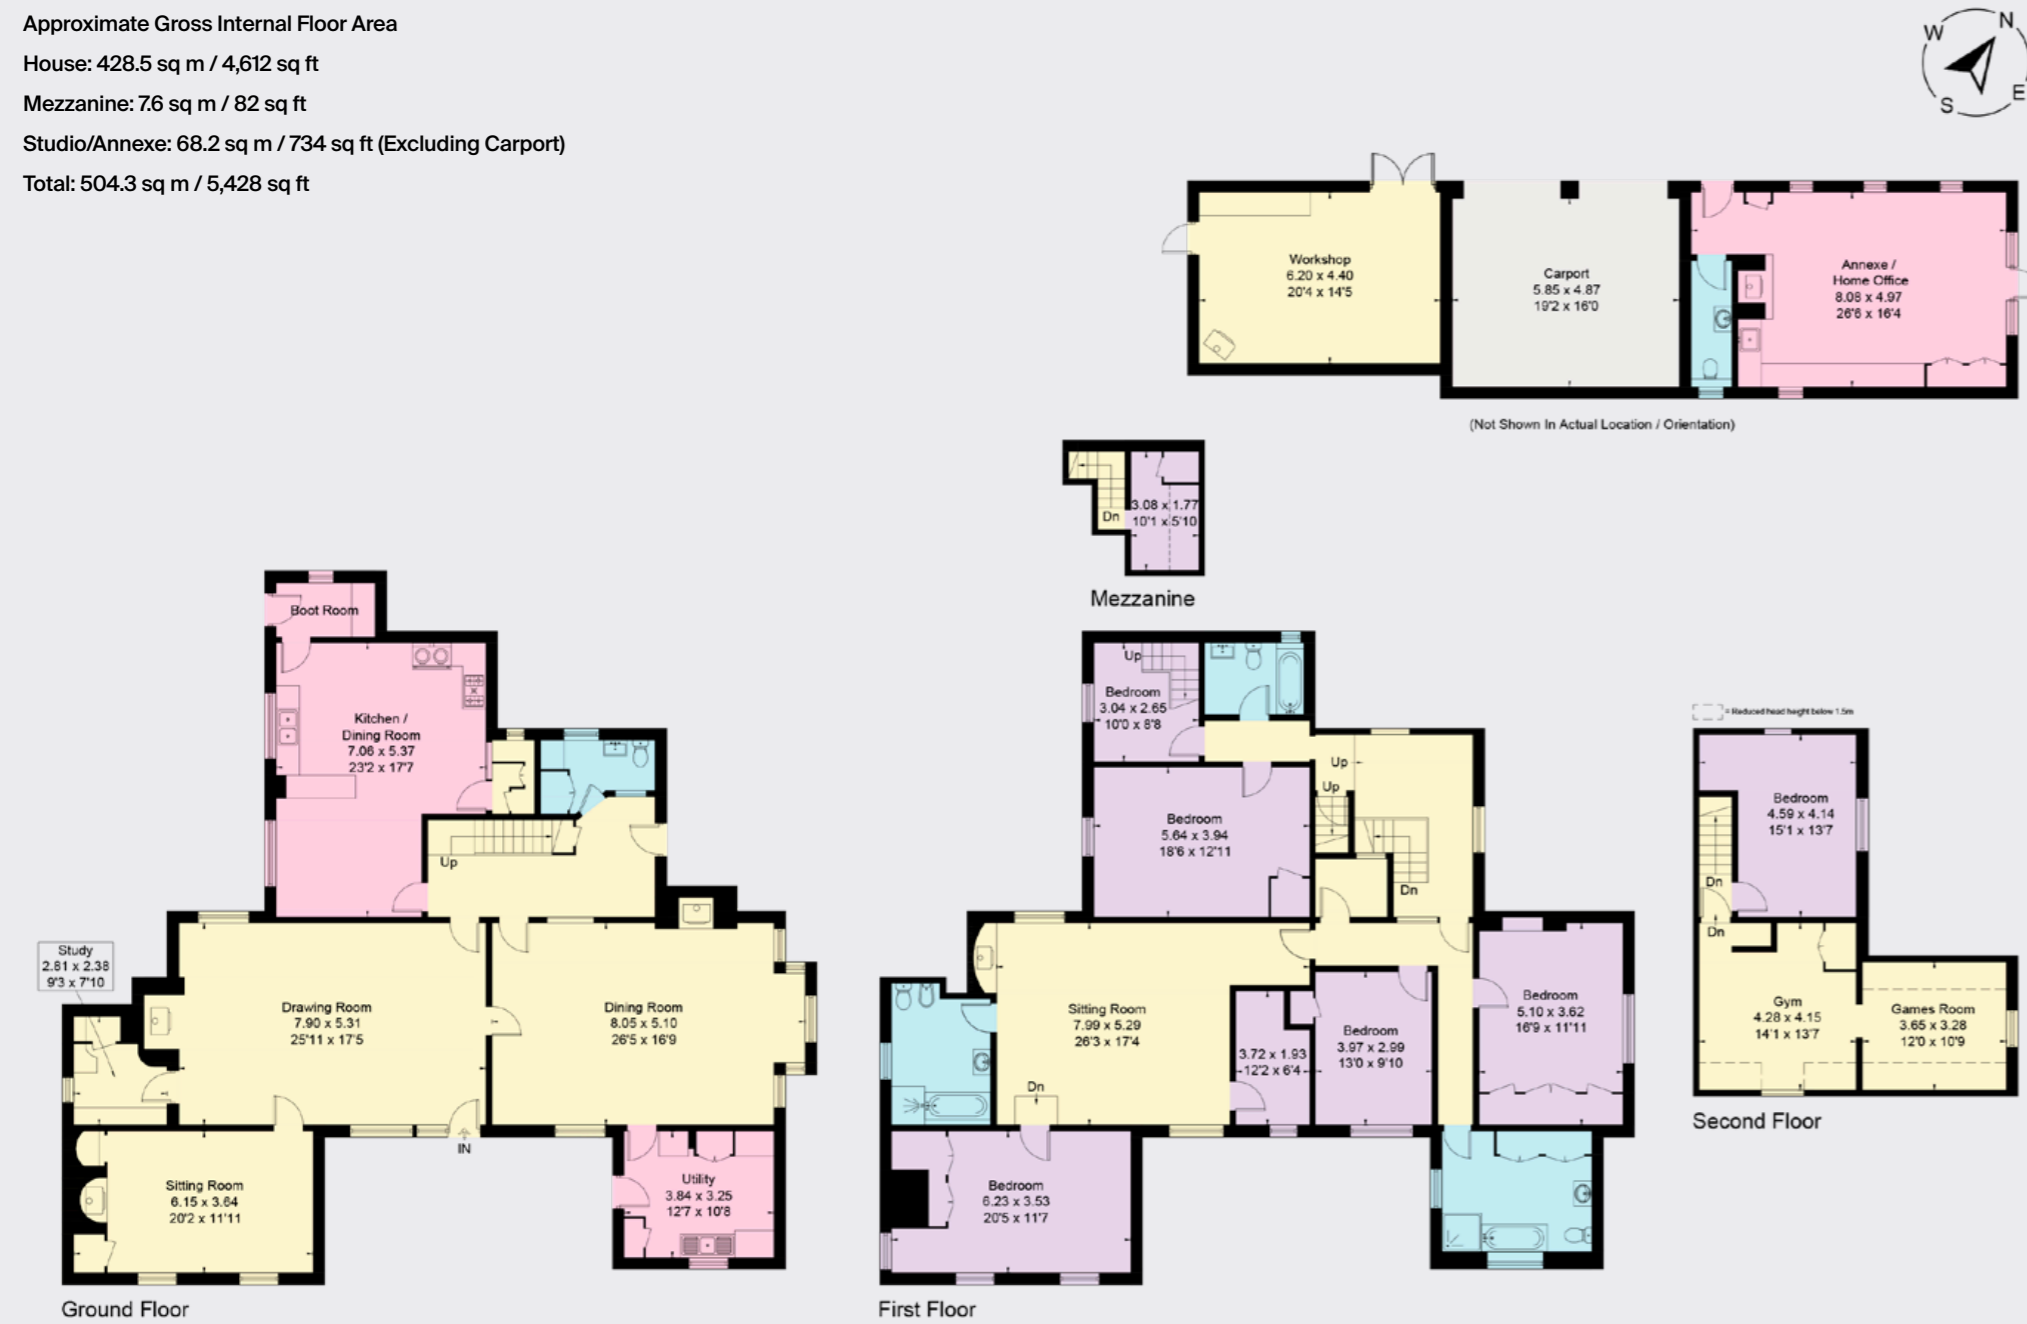 Approximate Gross Internal Floor Area
House: 428.5 sq m / 4,612 sq ft
Mezzanine: 7.6 sq m / 82 sq ft
Studio/Annexe: 68.2 sq m / 734 sq ft (Excluding Carport)
Total: 504.3 sq m / 5,428 sq ft
W
N
S
E
Workshop
6.20 x 4.40
20'4 x 14'5
Carport
5.85 x 4.87
19'2 x 16'0
Annexe /
Home Office
8.08 x 4.97
26'6 x 16'4
(Not Shown In Actual Location / Orientation)
Dn
3.08 x 1.77
10'1 x 5'10
Mezzanine
Boot Room
Kitchen /
Dining Room
7.06 x 5.37
23'2 x 17'7
Up
Study
2.81 x 2.38
9'3 x 7'10
Drawing Room
7.90 x 5.31
25'11 x 17'5
Dining Room
8.05 x 5.10
26'5 x 16'9
IN
Sitting Room
6.15 x 3.64
20'2 x 11'11
Utility
3.84 x 3.25
12'7 x 10'8
Ground Floor
Up
Bedroom
3.04 x 2.65
10'0 x 8'8
Up
Up
Bedroom
5.64 x 3.94
18'6 x 12'11
Dn
Sitting Room
7.99 x 5.29
26'3 x 17'4
Dn
3.72 x 1.93
12'2 x 6'4
Bedroom
3.97 x 2.99
13'0 x 9'10
Bedroom
5.10 x 3.62
16'9 x 11'11
Bedroom
6.23 x 3.53
20'5 x 11'7
First Floor
= Reduced head height below 1.5m
Bedroom
4.59 x 4.14
15'1 x 13'7
Dn
Dn
Gym
4.28 x 4.15
14'1 x 13'7
Games Room
3.65 x 3.28
12'0 x 10'9
Second Floor